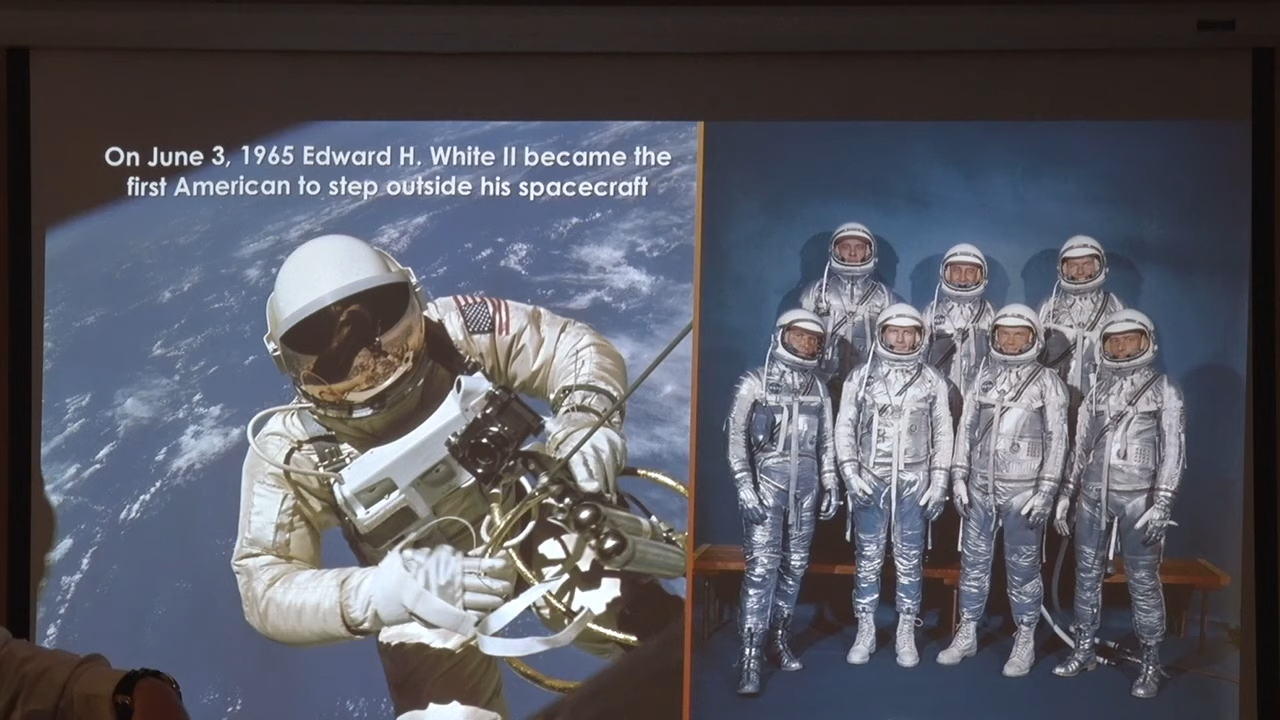 On June 3, 1965 Edward H. White II became the
first American to step outside his spacecraft